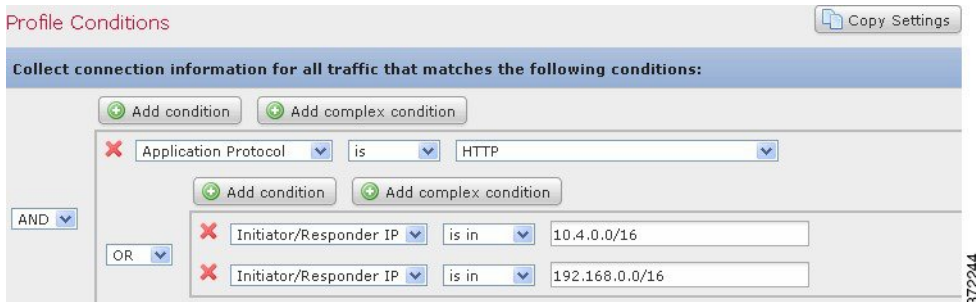 Profile Conditions
Copy Settings
Collect connection information for all traffic that matches the following conditions:
Add condition Add complex condition
Application Protocol is HTTP
Add condition Add complex condition
AND
OR
Initiator/Responder IP is in 10.4.0.0/16
Initiator/Responder IP is in 192.168.0.0/16
372244